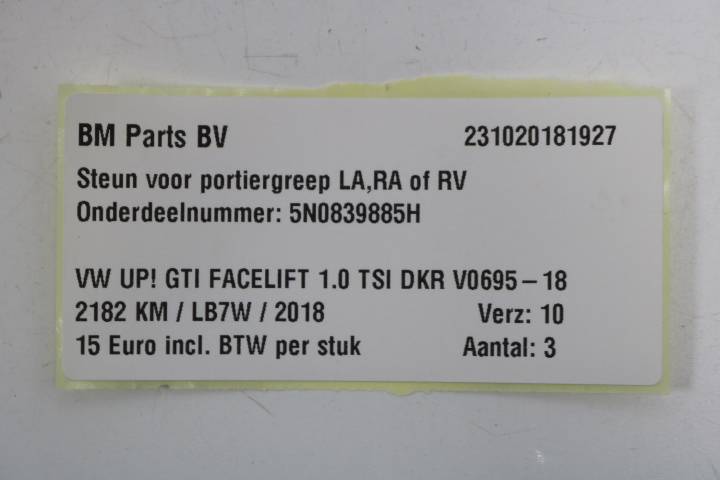 BM Parts BV 231020181927
Steun voor portiergreep LA,RA of RV
Onderdeelnummer: 5N0839885H
VW UP! GTI FACELIFT 1.0 TSI DKR V0695-18
2182 KM / LB7W / 2018 Verz: 10
15 Euro incl. BTW per stuk Aantal: 3